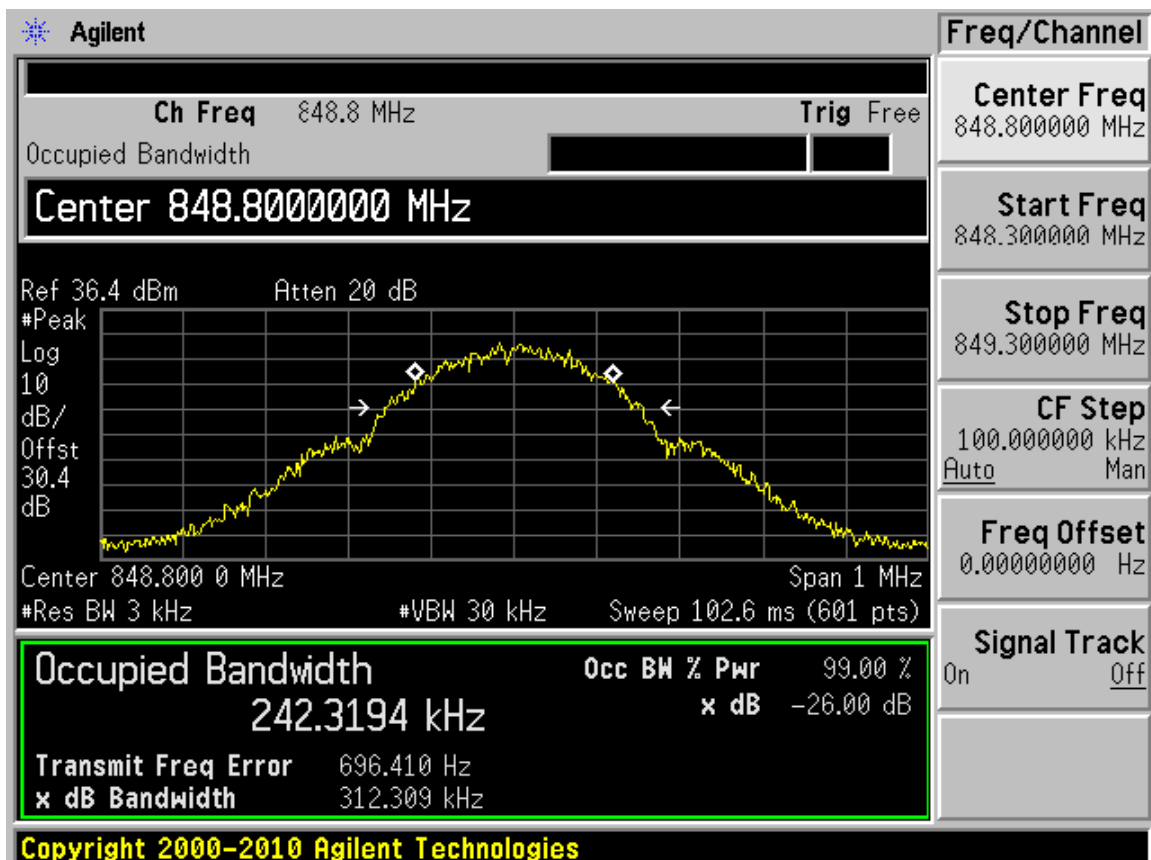 Agilent
Freq/Channel
Ch Freq 848.8 MHz Trig Free
Occupied Bandwidth
Center 848.8000000 MHz
Ref 36.4 dBm Atten 20 dB
#Peak
Log
10
dB/
Offst
30.4
dB
Center 848.800 0 MHz Span 1 MHz
#Res BW 3 kHz #VBW 30 kHz Sweep 102.6 ms (601 pts)
Occupied Bandwidth
242.3194 kHz
Occ BW % Pwr 99.00 %
x dB -26.00 dB
Transmit Freq Error 696.410 Hz
x dB Bandwidth 312.309 kHz
Center Freq
848.800000 MHz
Start Freq
848.300000 MHz
Stop Freq
849.300000 MHz
CF Step
100.000000 kHz
Auto Man
Freq Offset
0.00000000 Hz
Signal Track
On Off
Copyright 2000-2010 Agilent Technologies